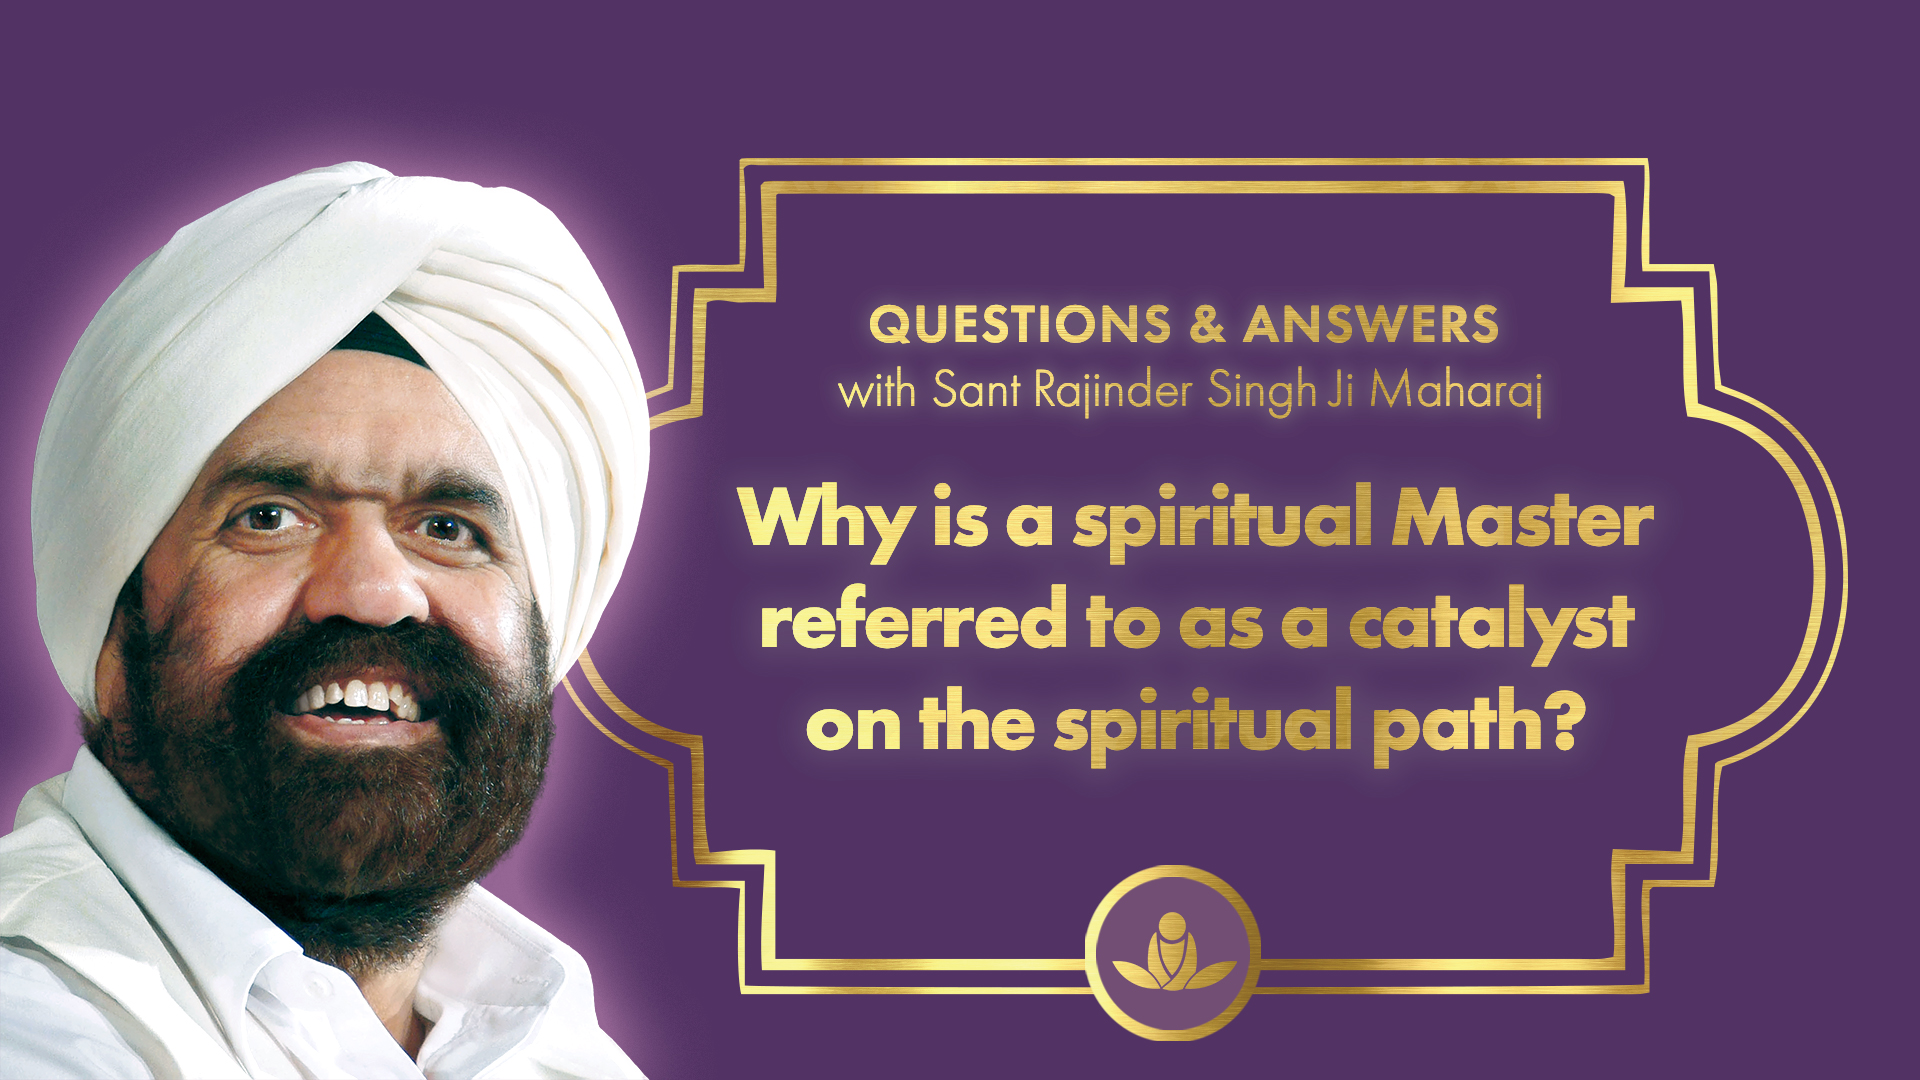 QUESTIONS & ANSWERS
with Sant Rajinder Singh Ji Maharaj
Why is a spiritual Master
referred to as a catalyst
on the spiritual path?